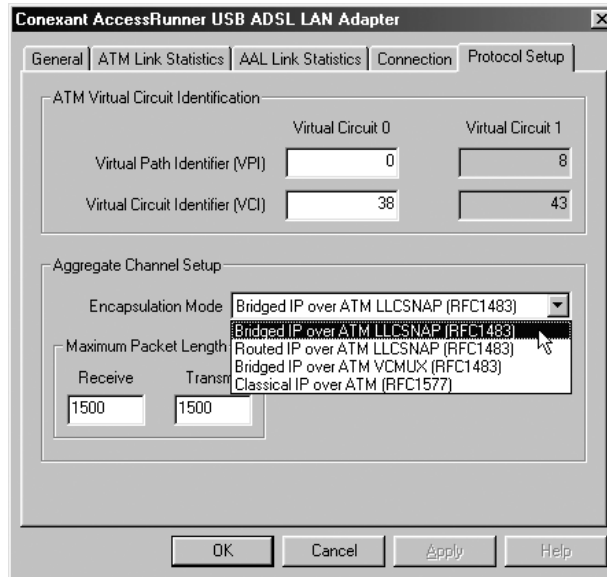 Conexant AccessRunner USB ADSL LAN Adapter
General
ATM Link Statistics
AAL Link Statistics
Connection
Protocol Setup
ATM Virtual Circuit Identification
Virtual Circuit 0
Virtual Circuit 1
Virtual Path Identifier (VPI)
0
8
Virtual Circuit Identifier (VCI)
38
43
Aggregate Channel Setup
Encapsulation Mode
Bridged IP over ATM LLCSNAP (RFC1483)
Bridged IP over ATM LLCSNAP (RFC1483)
Routed IP over ATM LLCSNAP (RFC1483)
Bridged IP over ATM VCMUX (RFC1483)
Classical IP over ATM (RFC1577)
Maximum Packet Length
Receive
Transm
1500
1500
OK
Cancel
Apply
Help